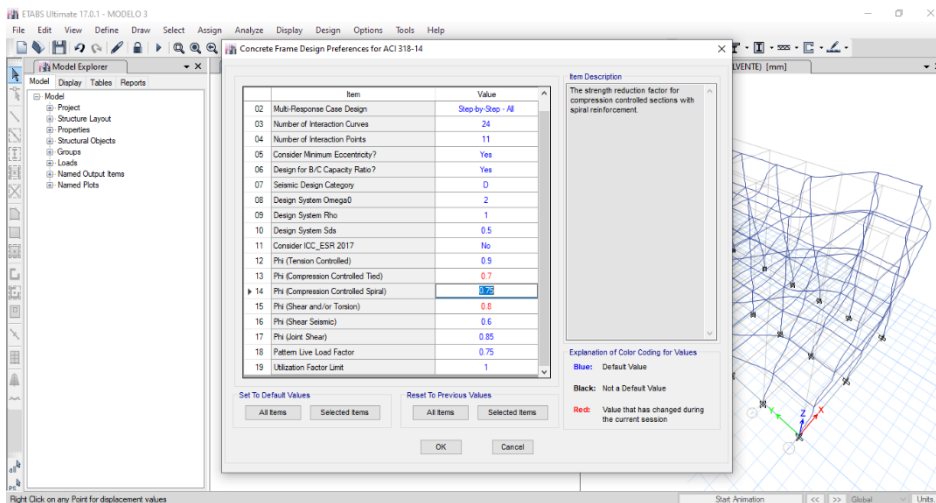 ETABS Ultimate 17.0.1 - MODELO 3
File Edit View Define Draw Select Assign Analyze Display Design Options Tools Help
Model Explorer
Model Display Tables Reports
Model
Project
Structure Layout
Properties
Structural Objects
Groups
Loads
Named Output Items
Named Plots
Concrete Frame Design Preferences for ACI 318-14
LVENTE) [mm]
Item Value
02 Multi-Response Case Design Step-by-Step - All
03 Number of Interaction Curves 24
04 Number of Interaction Points 11
05 Consider Minimum Eccentricity? Yes
06 Design for B/C Capacity Ratio? Yes
07 Seismic Design Category D
08 Design System Omega0 2
09 Design System Rho 1
10 Design System Sds 0.5
11 Consider ICC_ESR 2017 No
12 Phi (Tension Controlled) 0.9
13 Phi (Compression Controlled Tied) 0.7
14 Phi (Compression Controlled Spiral) 0.75
15 Phi (Shear and/or Torsion) 0.8
16 Phi (Shear Seismic) 0.6
17 Phi (Joint Shear) 0.85
18 Pattern Live Load Factor 0.75
19 Utilization Factor Limit 1
Set To Default Values
All Items Selected Items
Reset To Previous Values
All Items Selected Items
Item Description
The strength reduction factor for
compression controlled sections with
spiral reinforcement.
Explanation of Color Coding for Values
Blue: Default Value
Black: Not a Default Value
Red: Value that has changed during
the current session
OK Cancel
Z
Y X
all
ps
Right Click on any Point for displacement values
Start Animation << >> Global Units